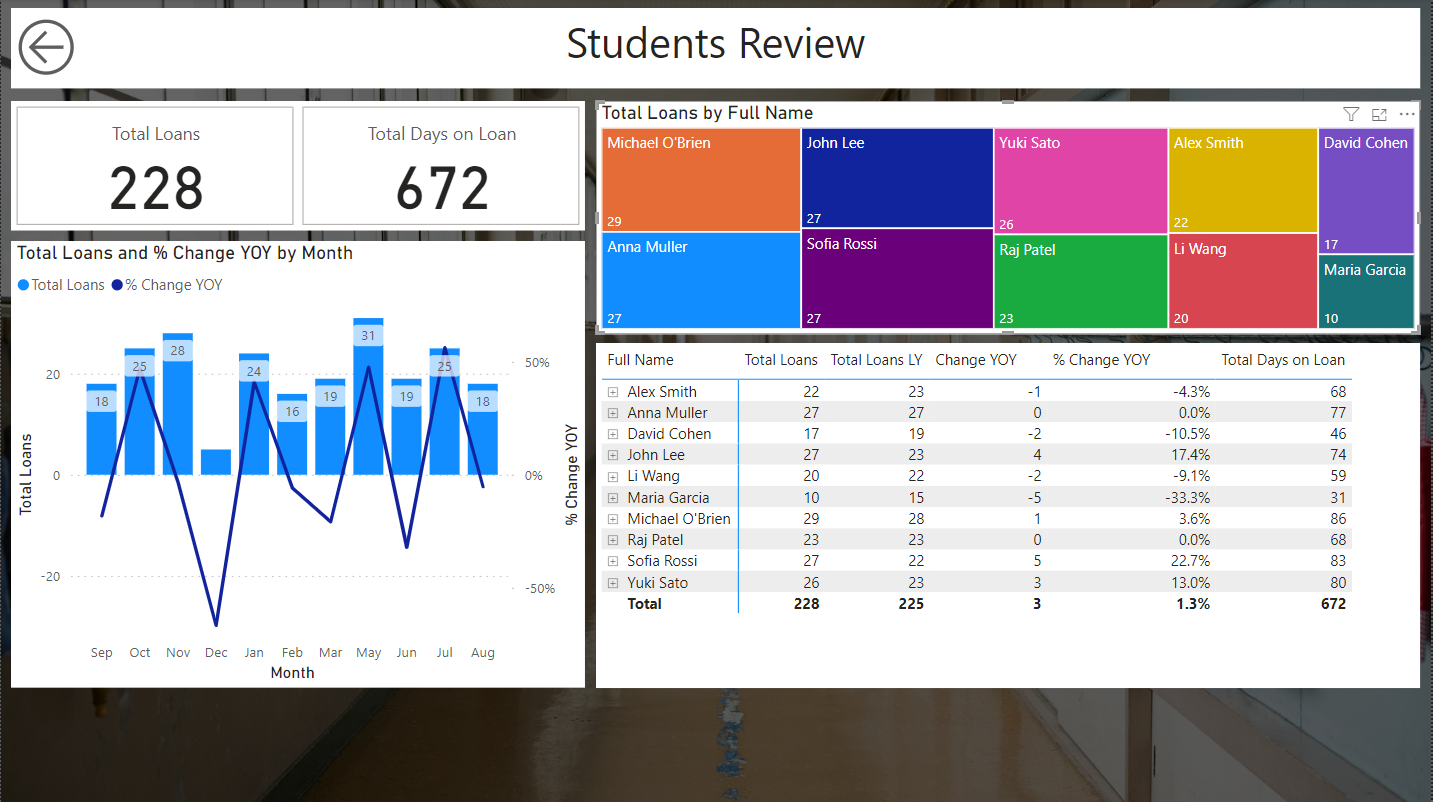 Students Review
Total Loans
228
Total Days on Loan
672
Total Loans and % Change YOY by Month
Total Loans % Change YOY
Total Loans
20
0
-20
18
25
28
24
16
19
31
19
25
18
50%
0%
-50%
% Change YOY
Sep Oct Nov Dec Jan Feb Mar May Jun Jul Aug
Month
Total Loans by Full Name
Michael O'Brien
29
Anna Muller
27
John Lee
27
Sofia Rossi
27
Yuki Sato
26
Raj Patel
23
Alex Smith
22
Li Wang
20
David Cohen
17
Maria Garcia
10
Full Name Total Loans Total Loans LY Change YOY % Change YOY Total Days on Loan
Alex Smith 22 23 -1 -4.3% 68
Anna Muller 27 27 0 0.0% 77
David Cohen 17 19 -2 -10.5% 46
John Lee 27 23 4 17.4% 74
Li Wang 20 22 -2 -9.1% 59
Maria Garcia 10 15 -5 -33.3% 31
Michael O'Brien 29 28 1 3.6% 86
Raj Patel 23 23 0 0.0% 68
Sofia Rossi 27 22 5 22.7% 83
Yuki Sato 26 23 3 13.0% 80
Total 228 225 3 1.3% 672